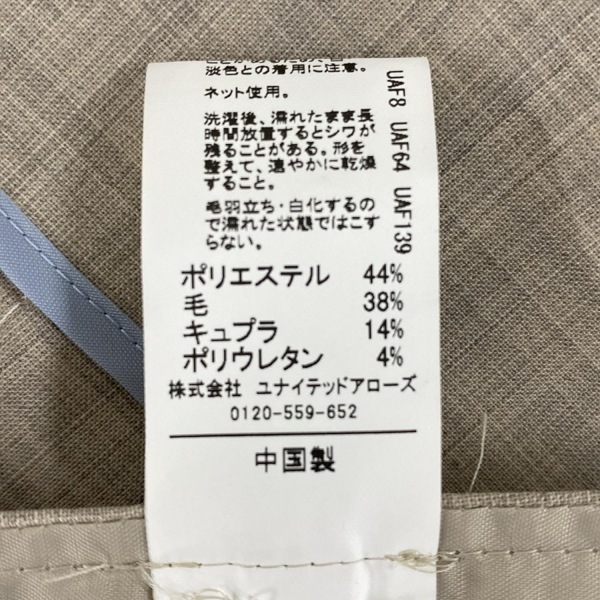 淡色との着用に注意。
ネット使用。
洗濯後、濡れたまま長
時間放置するとシワが
残ることがある。形を
整えて、速やかに乾燥
すること。
毛羽立ち・白化するの
で濡れた状態ではこす
らない。
ポリエステル 44%
毛 38%
キュプラ 14%
ポリウレタン 4%
株式会社 ユナイテッドアローズ
0120-559-652
中国製
UAF8 UAF64 UAF139